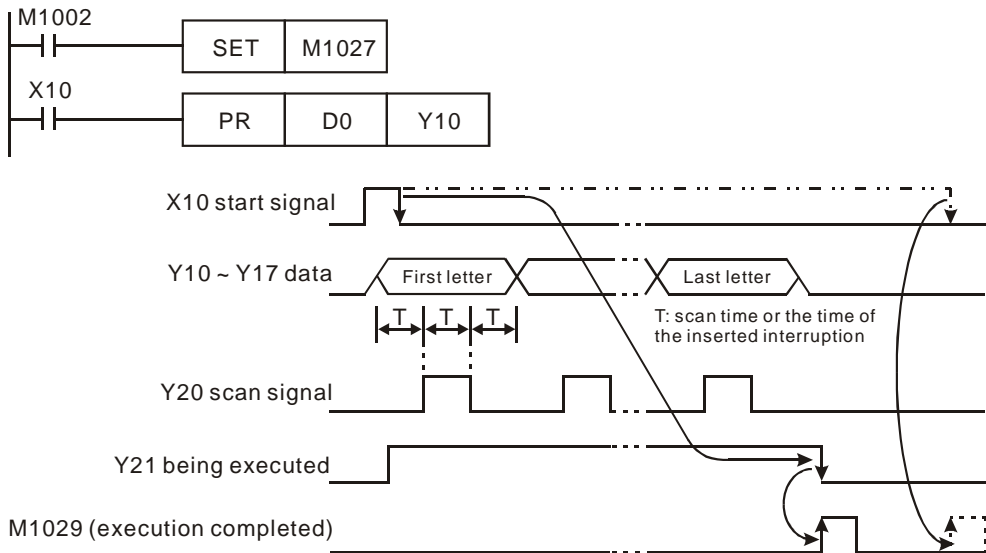 M1002
SET M1027
X10
PR D0 Y10
X10 start signal
Y10 ~ Y17 data
First letter
Last letter
T T T
T: scan time or the time of
the inserted interruption
Y20 scan signal
Y21 being executed
M1029 (execution completed)